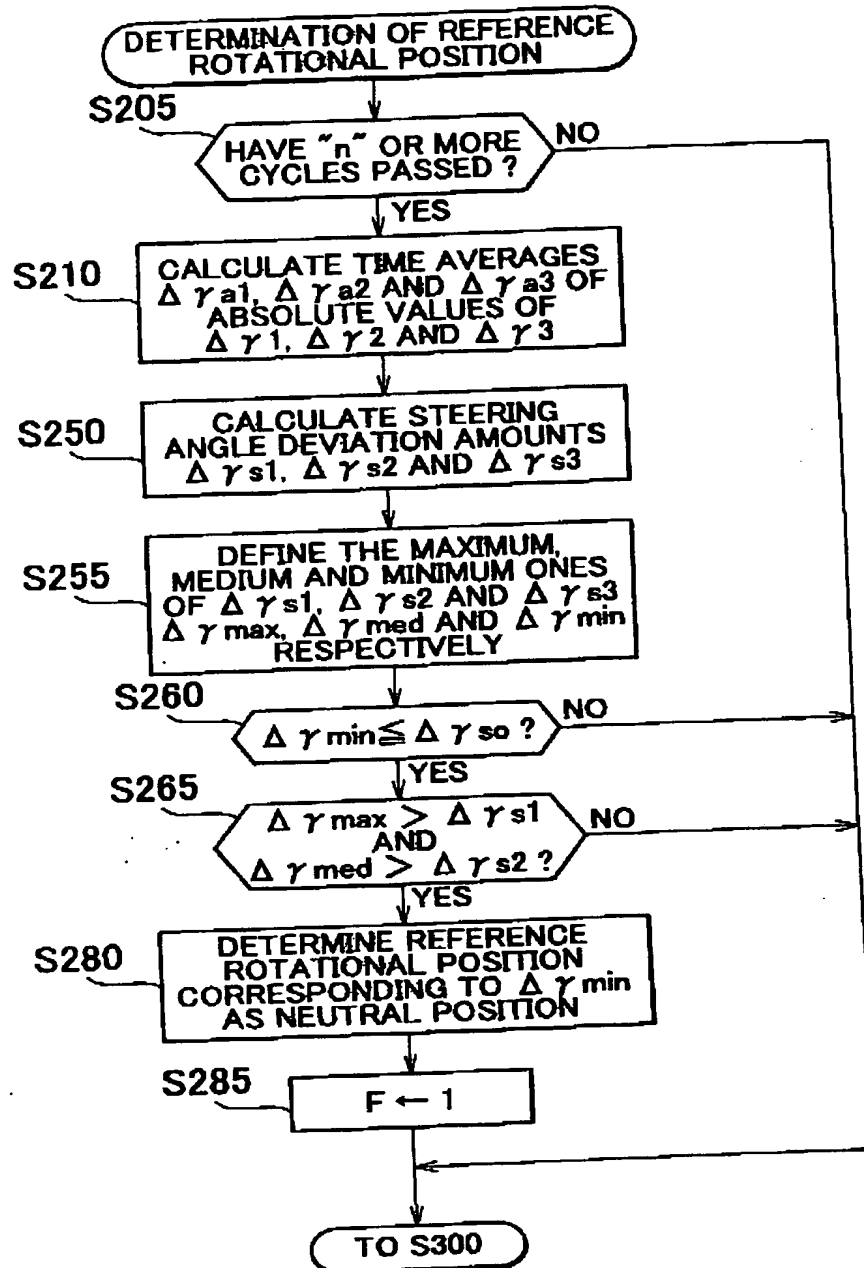 DETERMINATION OF REFERENCE
ROTATIONAL POSITION
S205
HAVE "n" OR MORE
CYCLES PASSED ?
NO
YES
S210
CALCULATE TIME AVERAGES
Δ γ a1, Δ γ a2 AND Δ γ a3 OF
ABSOLUTE VALUES OF
Δ γ 1, Δ γ 2 AND Δ γ 3
S250
CALCULATE STEERING
ANGLE DEVIATION AMOUNTS
Δ γ s1, Δ γ s2 AND Δ γ s3
S255
DEFINE THE MAXIMUM,
MEDIUM AND MINIMUM ONES
OF Δ γ s1, Δ γ s2 AND Δ γ s3
Δ γ max, Δ γ med AND Δ γ min
RESPECTIVELY
S260
Δ γ min ≦ Δ γ so ?
NO
YES
S265
Δ γ max > Δ γ s1
AND
Δ γ med > Δ γ s2 ?
NO
YES
S280
DETERMINE REFERENCE
ROTATIONAL POSITION
CORRESPONDING TO Δ γ min
AS NEUTRAL POSITION
S285
F ← 1
TO S300